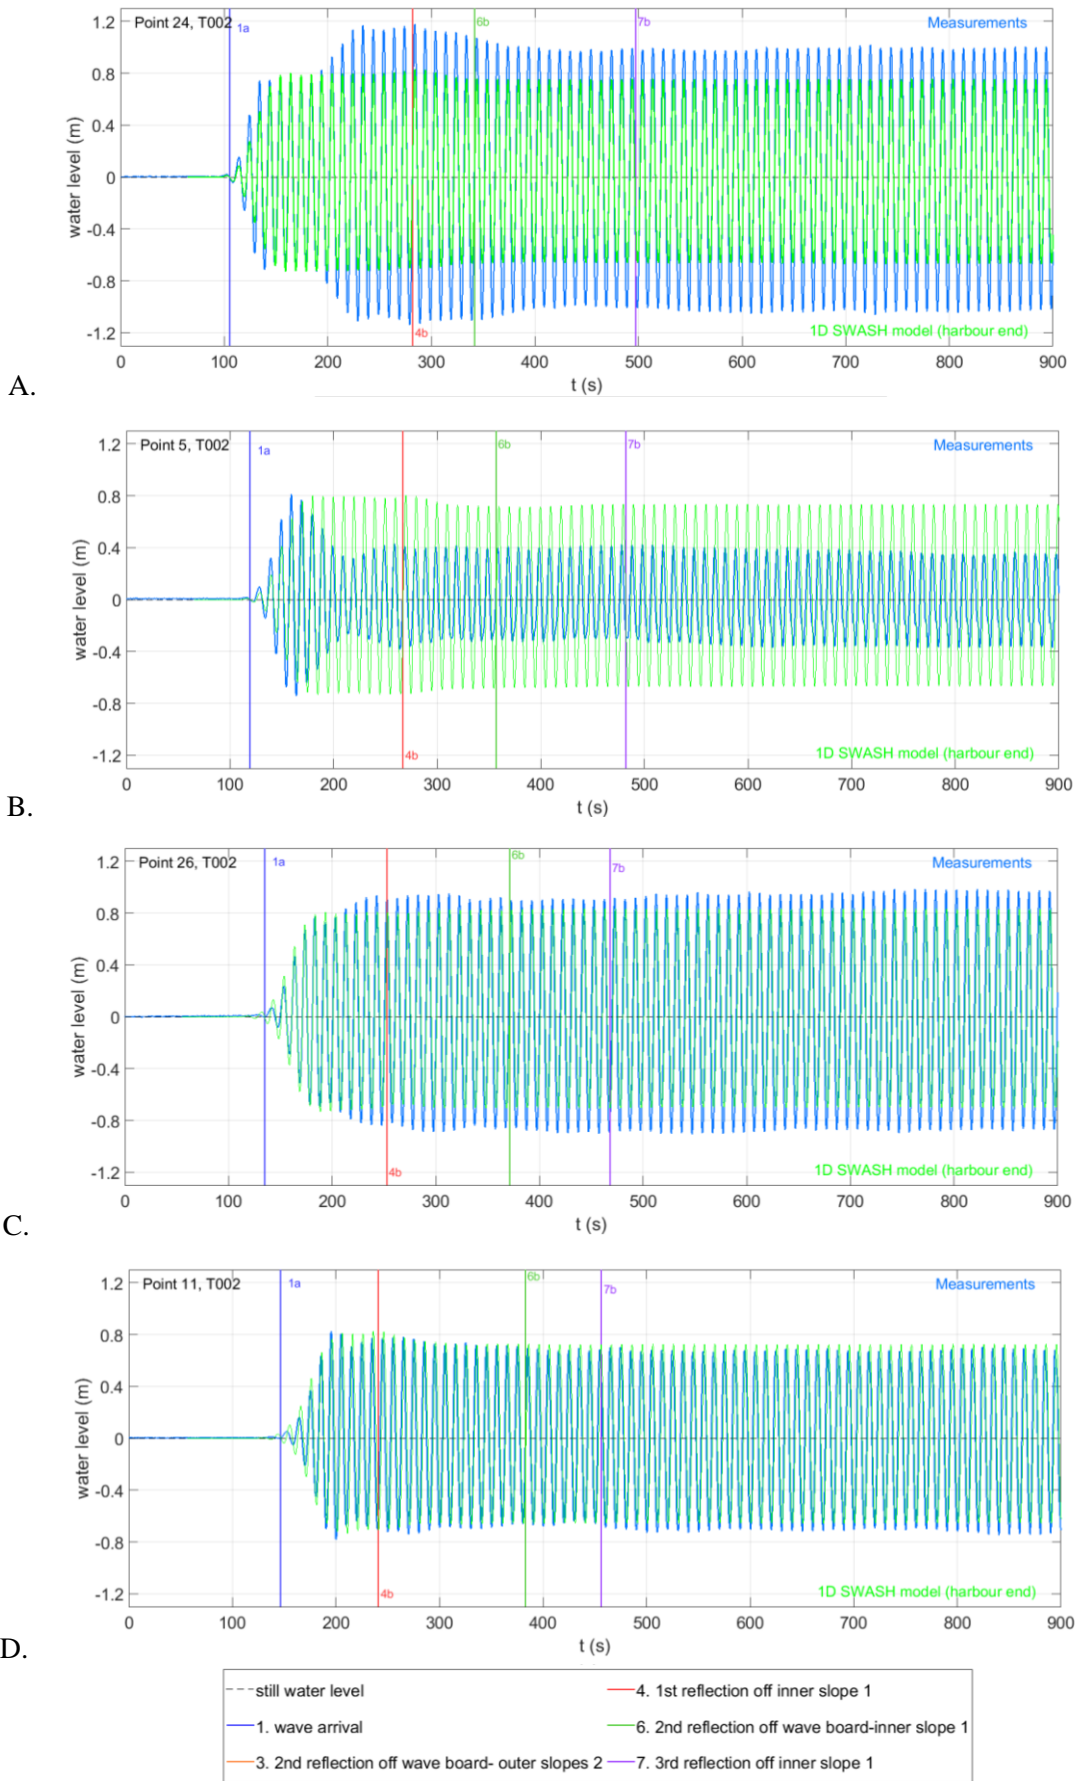 Point 24, T002
1a
6b
7b
Measurements
1.2
0.8
0.4
0
-0.4
-0.8
-1.2
water level (m)
4b
1D SWASH model (harbour end)
0 100 200 300 400 500 600 700 800 900
t (s)
A.
Point 5, T002
1a
6b
7b
Measurements
1.2
0.8
0.4
0
-0.4
-0.8
-1.2
water level (m)
4b
1D SWASH model (harbour end)
0 100 200 300 400 500 600 700 800 900
t (s)
B.
Point 26, T002
1a
6b
7b
Measurements
1.2
0.8
0.4
0
-0.4
-0.8
-1.2
water level (m)
4b
1D SWASH model (harbour end)
0 100 200 300 400 500 600 700 800 900
t (s)
C.
Point 11, T002
1a
6b
7b
Measurements
1.2
0.8
0.4
0
-0.4
-0.8
-1.2
water level (m)
4b
1D SWASH model (harbour end)
0 100 200 300 400 500 600 700 800 900
t (s)
D.
still water level
4. 1st reflection off inner slope 1
1. wave arrival
6. 2nd reflection off wave board-inner slope 1
3. 2nd reflection off wave board- outer slopes 2
7. 3rd reflection off inner slope 1